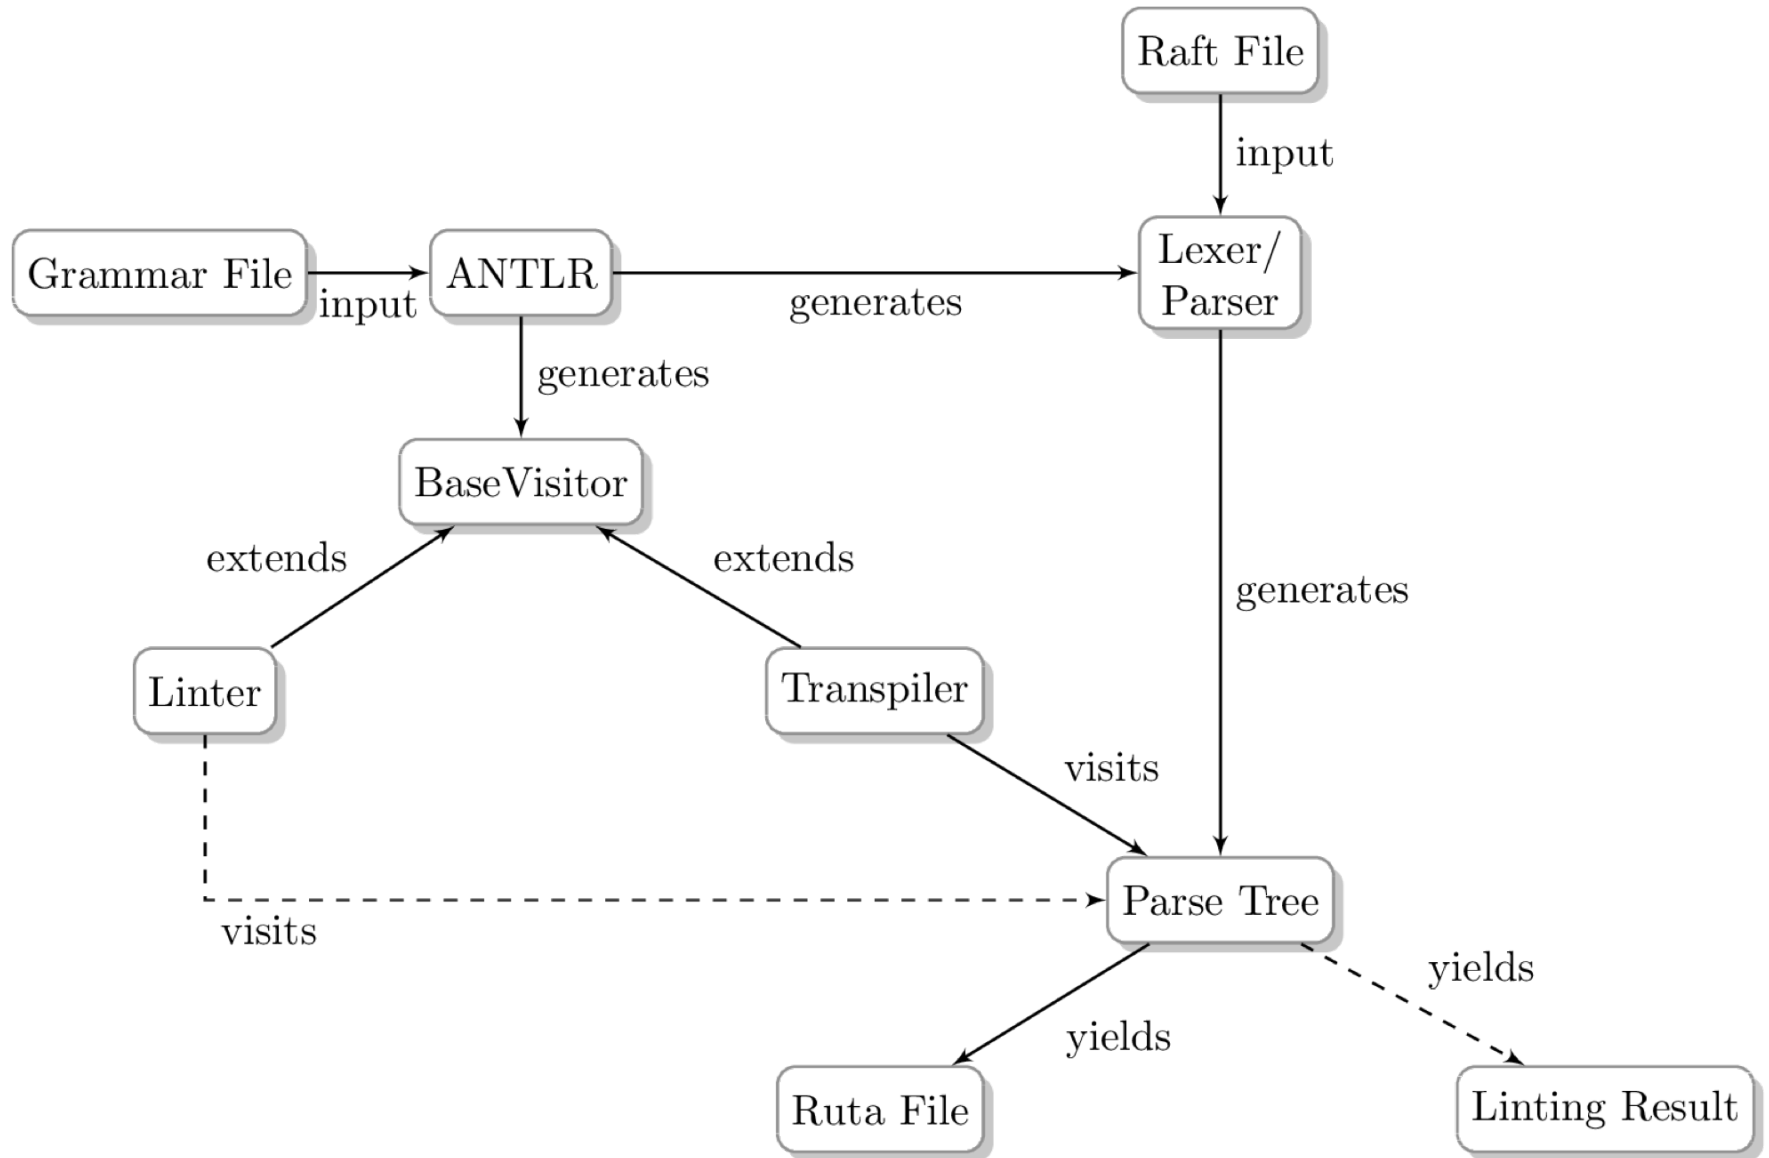 Raft File
input
Grammar File
input
ANTLR
generates
Lexer/
Parser
generates
BaseVisitor
extends
extends
generates
Linter
Transpiler
visits
visits
Parse Tree
yields
yields
Ruta File
Linting Result